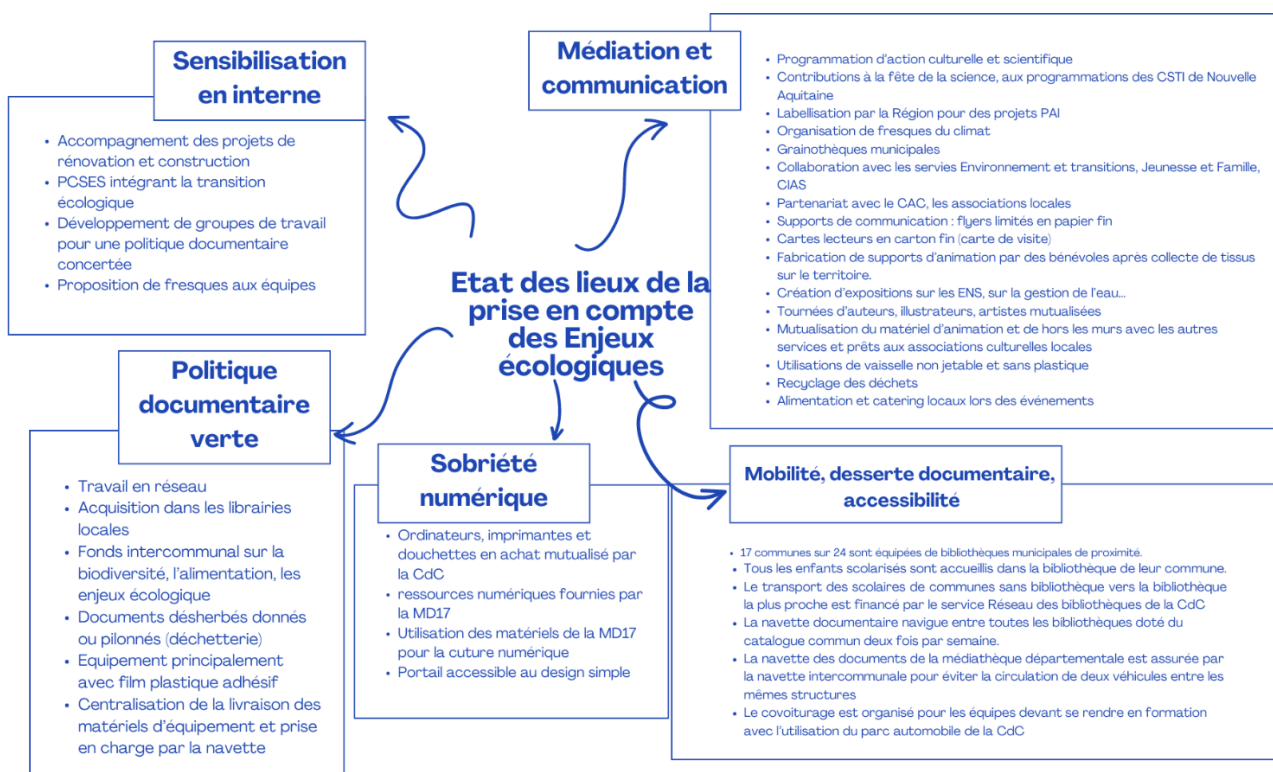 Etat des lieux de la
prise en compte
des Enjeux
écologiques
Sensibilisation
en interne
• Accompagnement des projets de
rénovation et construction
• PCSES intégrant la transition
écologique
• Développement de groupes de travail
pour une politique documentaire
concertée
• Proposition de fresques aux équipes
Médiation et
communication
• Programmation d'action culturelle et scientifique
• Contributions à la fête de la science, aux programmations des CSTI de Nouvelle
Aquitaine
• Labellisation par la Région pour des projets PAI
• Organisation de fresques du climat
• Grainothèques municipales
• Collaboration avec les servies Environnement et transitions, Jeunesse et Famille,
CIAS
• Partenariat avec le CAC, les associations locales
• Supports de communication : flyers limités en papier fin
• Cartes lecteurs en carton fin (carte de visite)
• Fabrication de supports d'animation par des bénévoles après collecte de tissus
sur le territoire.
• Création d'expositions sur les ENS, sur la gestion de l'eau...
• Tournées d'auteurs, illustrateurs, artistes mutualisées
• Mutualisation du matériel d'animation et de hors les murs avec les autres
services et prêts aux associations culturelles locales
• Utilisations de vaisselle non jetable et sans plastique
• Recyclage des déchets
• Alimentation et catering locaux lors des événements
Politique
documentaire
verte
• Travail en réseau
• Acquisition dans les librairies
locales
• Fonds intercommunal sur la
biodiversité, l'alimentation, les
enjeux écologique
• Documents désherbés donnés
ou pilonnés (déchetterie)
• Equipement principalement
avec film plastique adhésif
• Centralisation de la livraison des
matériels d'équipement et prise
en charge par la navette
Sobriété
numérique
• Ordinateurs, imprimantes et
douchettes en achat mutualisé par
la CdC
• ressources numériques fournies par
la MD17
• Utilisation des matériels de la MD17
pour la cuture numérique
• Portail accessible au design simple
Mobilité, desserte documentaire,
accessibilité
• 17 communes sur 24 sont équipées de bibliothèques municipales de proximité.
• Tous les enfants scolarisés sont accueillis dans la bibliothèque de leur commune.
• Le transport des scolaires de communes sans bibliothèque vers la bibliothèque
la plus proche est financé par le service Réseau des bibliothèques de la CdC
• La navette documentaire navigue entre toutes les bibliothèques doté du
catalogue commun deux fois par semaine.
• La navette des documents de la médiathèque départementale est assurée par
la navette intercommunale pour éviter la circulation de deux véhicules entre les
mêmes structures
• Le covoiturage est organisé pour les équipes devant se rendre en formation
avec l'utilisation du parc automobile de la CdC